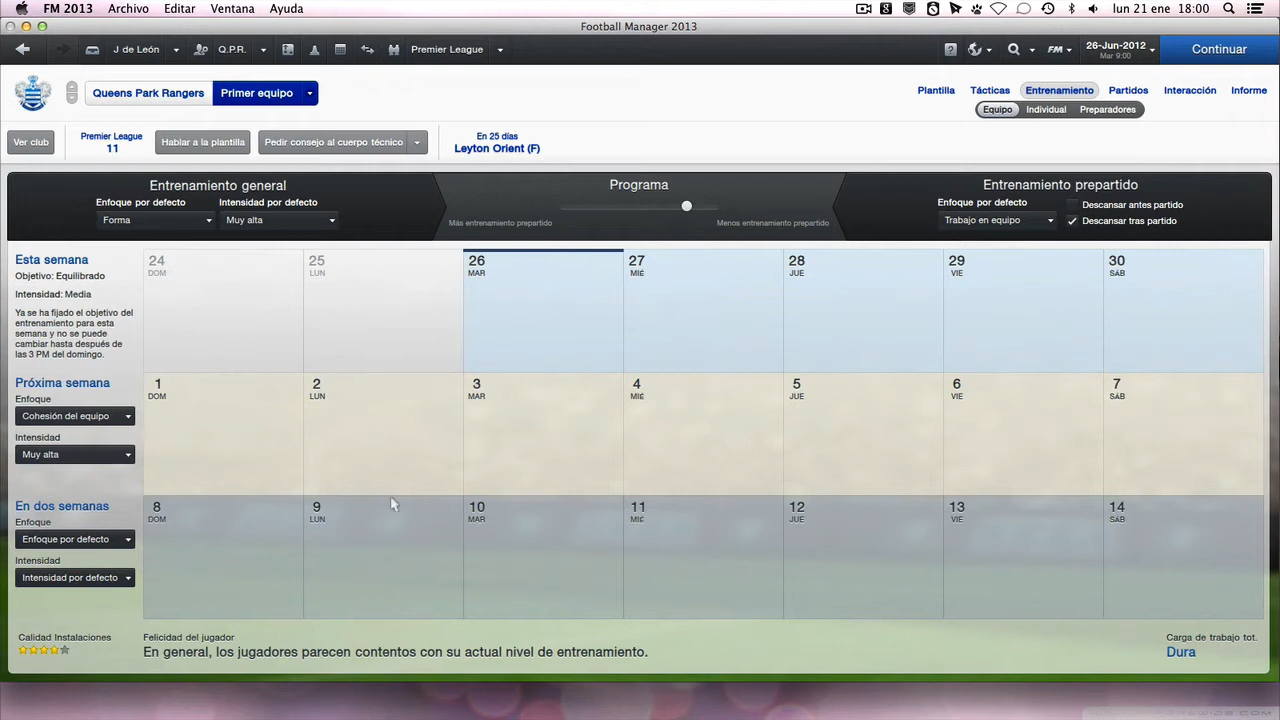 FM 2013 Archivo Editar Ventana Ayuda lun 21 ene 18:00
Football Manager 2013
J de León Q.P.R. Premier League FM 26-Jun-2012 Mar 9:00 Continuar
Queens Park Rangers Primer equipo
Plantilla Tácticas Entrenamiento Partidos Interacción Informe
Equipo Individual Preparadores
Ver club Premier League 11 Hablar a la plantilla Pedir consejo al cuerpo técnico En 25 días Leyton Orient (F)
Entrenamiento general
Enfoque por defecto Intensidad por defecto
Forma Muy alta
Programa
Más entrenamiento prepartido Menos entrenamiento prepartido
Entrenamiento prepartido
Enfoque por defecto Descansar antes partido
Trabajo en equipo Descansar tras partido
Esta semana
Objetivo: Equilibrado
Intensidad: Media
Ya se ha fijado el objetivo del
entrenamiento para esta
semana y no se puede
cambiar hasta después de
las 3 PM del domingo.
24 25 26 27 28 29 30
DOM LUN MAR MIÉ JUE VIE SÁB
Próxima semana
Enfoque
Cohesión del equipo
Intensidad
Muy alta
1 2 3 4 5 6 7
DOM LUN MAR MIÉ JUE VIE SÁB
En dos semanas
Enfoque
Enfoque por defecto
Intensidad
Intensidad por defecto
8 9 10 11 12 13 14
DOM LUN MAR MIÉ JUE VIE SÁB
Calidad Instalaciones
Felicidad del jugador
En general, los jugadores parecen contentos con su actual nivel de entrenamiento.
Carga de trabajo tot.
Dura